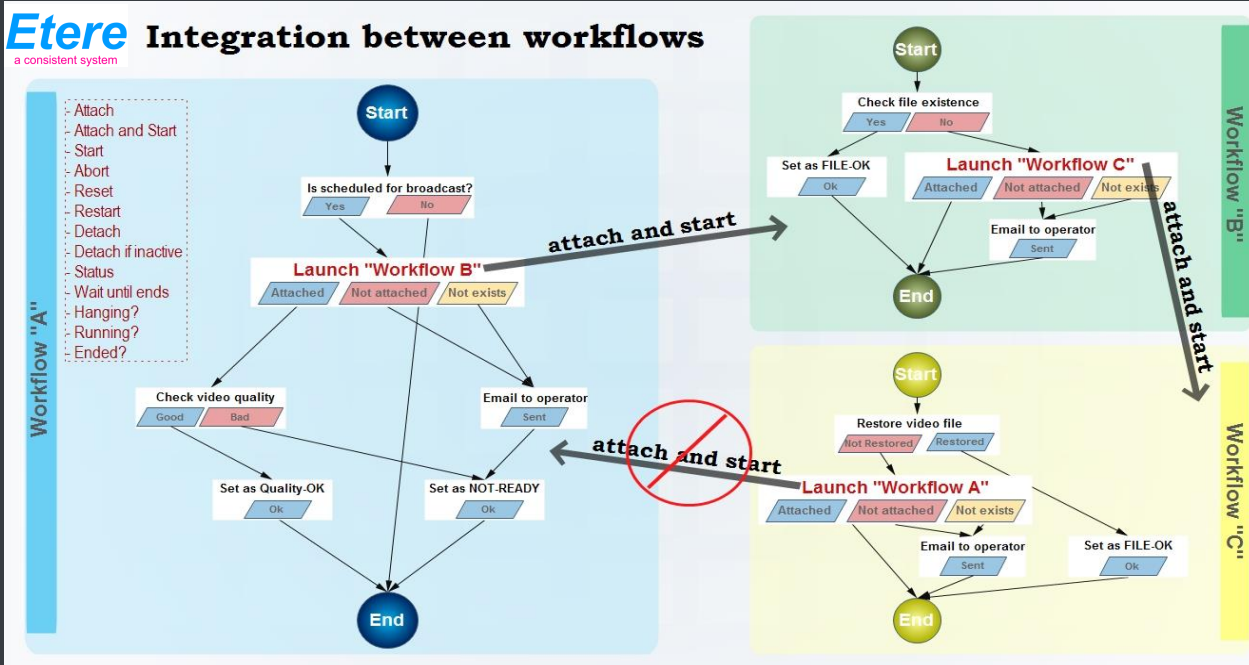 Etere
a consistent system
Integration between workflows
Workflow "A"
- Attach
- Attach and Start
- Start
- Abort
- Reset
- Restart
- Detach
- Detach if inactive
- Status
- Wait until ends
- Hanging?
- Running?
- Ended?
Start
Is scheduled for broadcast?
Yes No
Launch "Workflow B"
Attached Not attached Not exists
Check video quality
Good Bad
Email to operator
Sent
Set as Quality-OK
Ok
Set as NOT-READY
Ok
End
attach and start
Workflow "B"
Start
Check file existence
Yes No
Set as FILE-OK
Ok
Launch "Workflow C"
Attached Not attached Not exists
Email to operator
Sent
End
attach and start
Workflow "C"
Start
Restore video file
Not Restored Restored
Launch "Workflow A"
Attached Not attached Not exists
Email to operator
Sent
Set as FILE-OK
Ok
End
attach and start